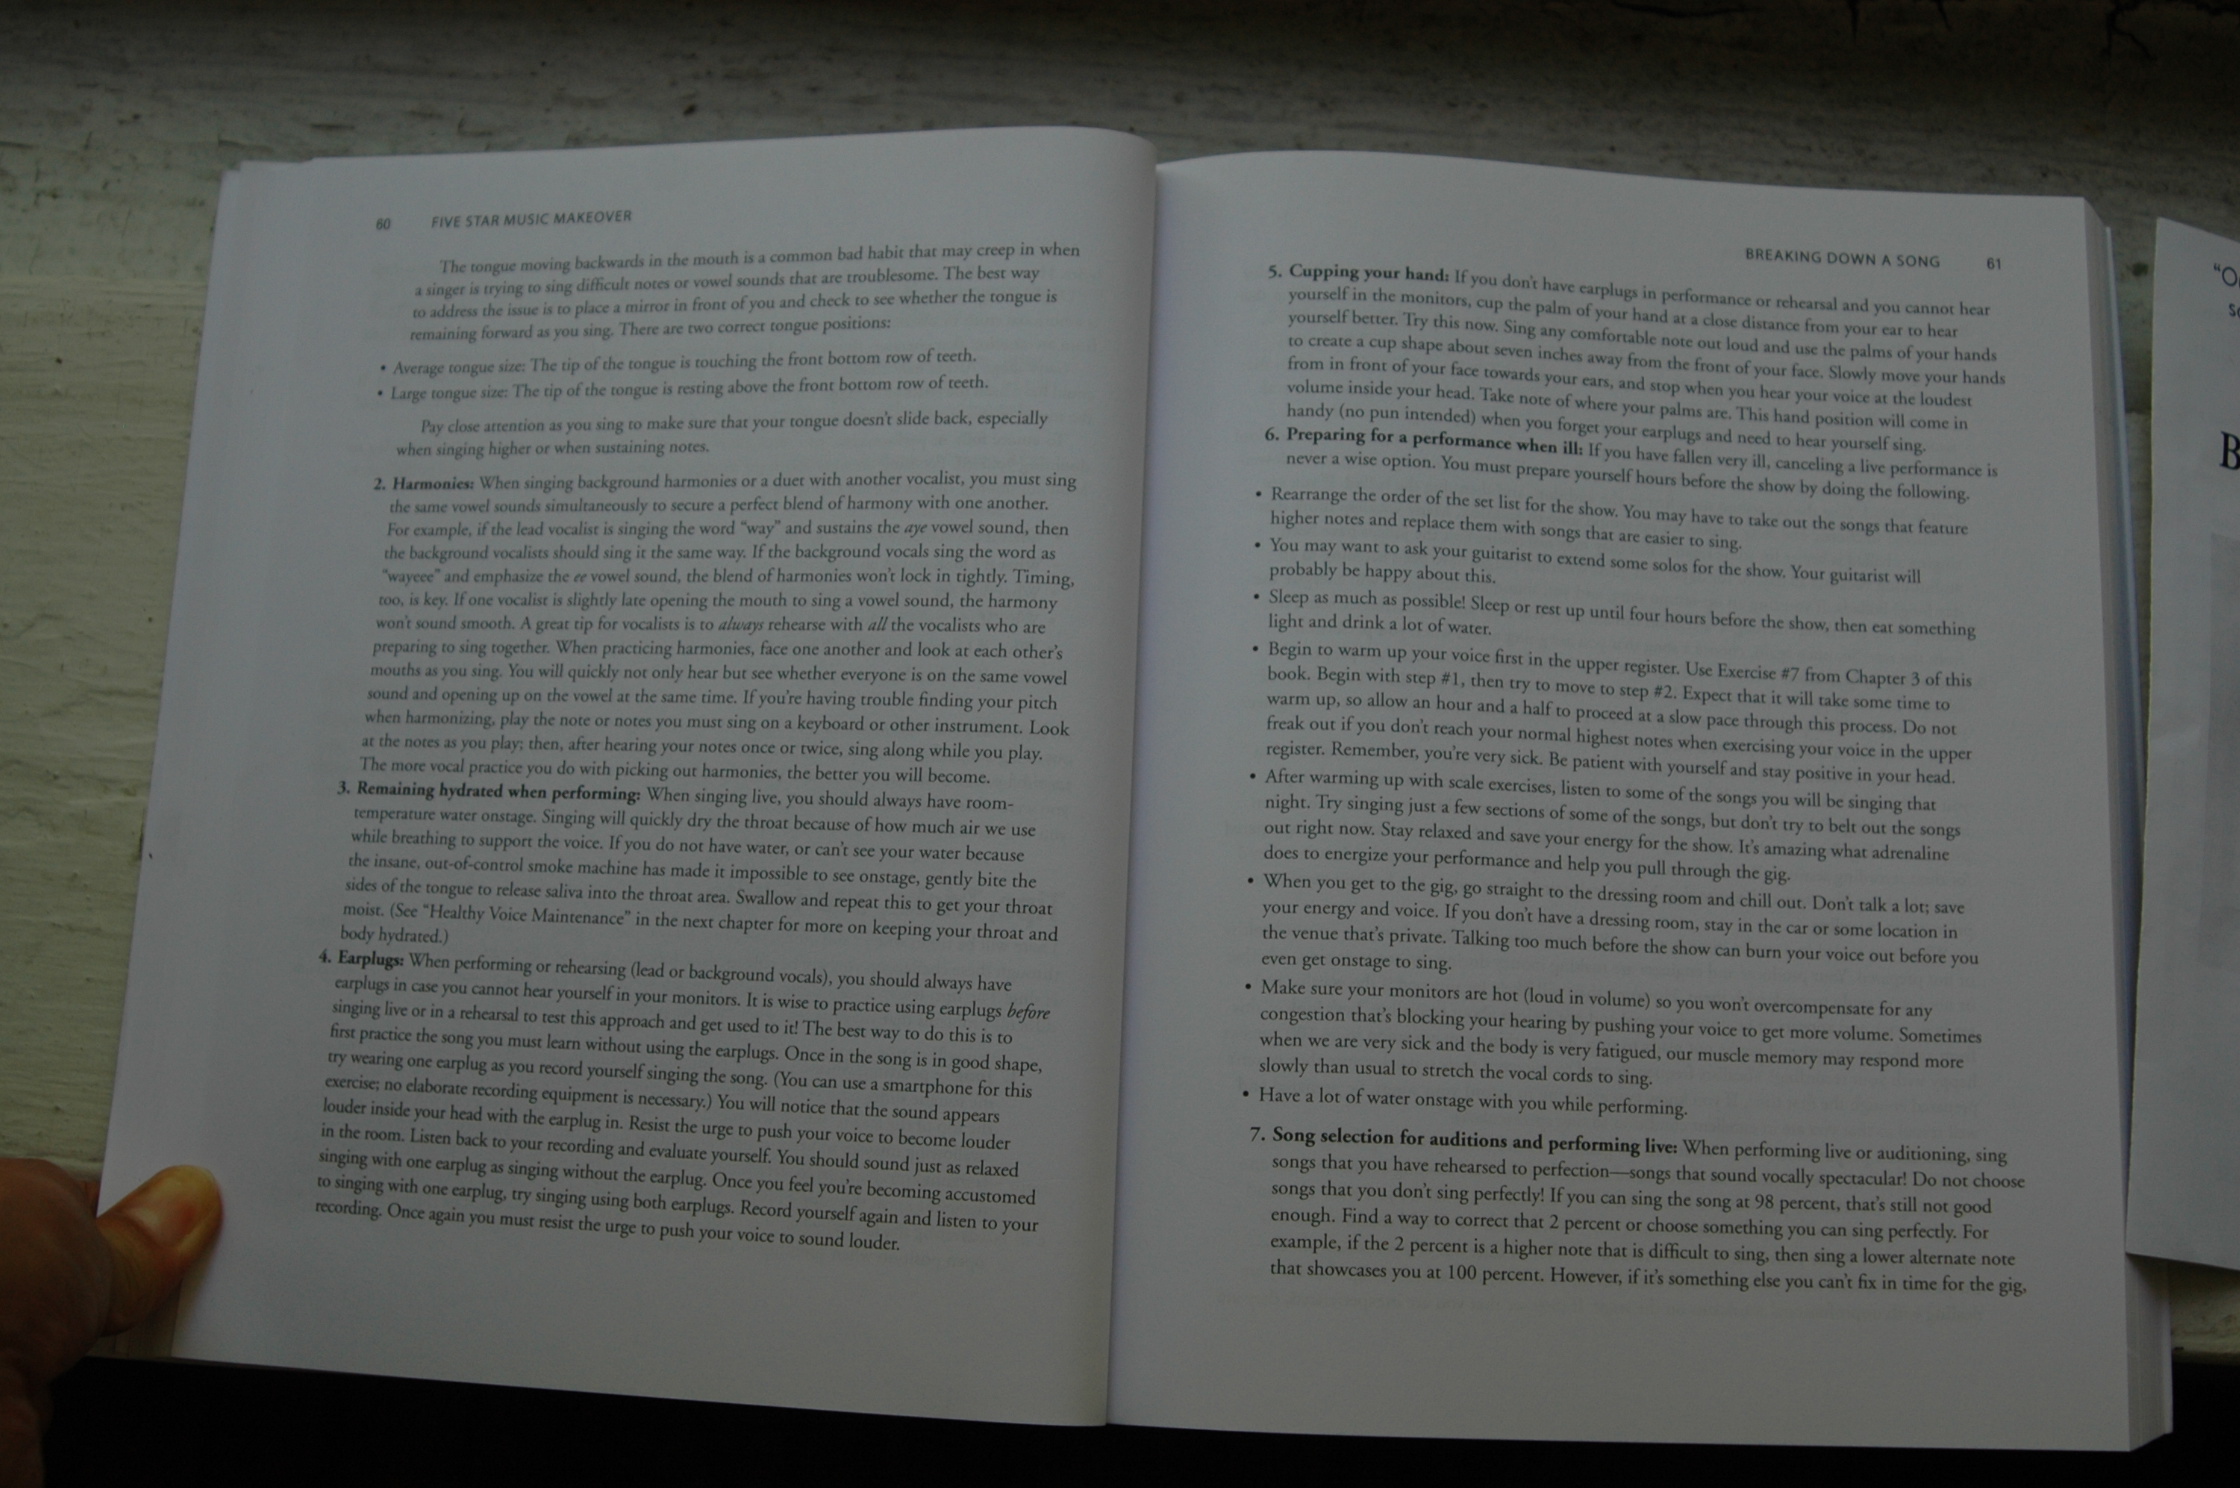 60 FIVE STAR MUSIC MAKEOVER
The tongue moving backwards in the mouth is a common bad habit that may creep in when
a singer is trying to sing difficult notes or vowel sounds that are troublesome. The best way
to address the issue is to place a mirror in front of you and check to see whether the tongue is
remaining forward as you sing. There are two correct tongue positions:
• Average tongue size: The tip of the tongue is touching the front bottom row of teeth.
• Large tongue size: The tip of the tongue is resting above the front bottom row of teeth.
Pay close attention as you sing to make sure that your tongue doesn't slide back, especially
when singing higher or when sustaining notes.
2. Harmonies: When singing background harmonies or a duet with another vocalist, you must sing
the same vowel sounds simultaneously to secure a perfect blend of harmony with one another.
For example, if the lead vocalist is singing the word "way" and sustains the aye vowel sound, then
the background vocalists should sing it the same way. If the background vocals sing the word as
"wayeee" and emphasize the ee vowel sound, the blend of harmonies won't lock in tightly. Timing,
too, is key. If one vocalist is slightly late opening the mouth to sing a vowel sound, the harmony
won't sound smooth. A great tip for vocalists is to always rehearse with all the vocalists who are
preparing to sing together. When practicing harmonies, face one another and look at each other's
mouths as you sing. You will quickly not only hear but see whether everyone is on the same vowel
sound and opening up on the vowel at the same time. If you're having trouble finding your pitch
when harmonizing, play the note or notes you must sing on a keyboard or other instrument. Look
at the notes as you play; then, after hearing your notes once or twice, sing along while you play.
The more vocal practice you do with picking out harmonies, the better you will become.
3. Remaining hydrated when performing: When singing live, you should always have room-
temperature water onstage. Singing will quickly dry the throat because of how much air we use
while breathing to support the voice. If you do not have water, or can't see your water because
the insane, out-of-control smoke machine has made it impossible to see onstage, gently bite the
sides of the tongue to release saliva into the throat area. Swallow and repeat this to get your throat
moist. (See "Healthy Voice Maintenance" in the next chapter for more on keeping your throat and
body hydrated.)
4. Earplugs: When performing or rehearsing (lead or background vocals), you should always have
earplugs in case you cannot hear yourself in your monitors. It is wise to practice using earplugs before
singing live or in a rehearsal to test this approach and get used to it! The best way to do this is to
first practice the song you must learn without using the earplugs. Once in the song is in good shape,
try wearing one earplug as you record yourself singing the song. (You can use a smartphone for this
exercise; no elaborate recording equipment is necessary.) You will notice that the sound appears
louder inside your head with the earplug in. Resist the urge to push your voice to become louder
in the room. Listen back to your recording and evaluate yourself. You should sound just as relaxed
singing with one earplug as singing without the earplug. Once you feel you're becoming accustomed
to singing with one earplug, try singing using both earplugs. Record yourself again and listen to your
recording. Once again you must resist the urge to push your voice to sound louder.
BREAKING DOWN A SONG 61
5. Cupping your hand: If you don't have earplugs in performance or rehearsal and you cannot hear
yourself in the monitors, cup the palm of your hand at a close distance from your ear to hear
yourself better. Try this now. Sing any comfortable note out loud and use the palms of your hands
to create a cup shape about seven inches away from the front of your face. Slowly move your hands
from in front of your face towards your ears, and stop when you hear your voice at the loudest
volume inside your head. Take note of where your palms are. This hand position will come in
handy (no pun intended) when you forget your earplugs and need to hear yourself sing.
6. Preparing for a performance when ill: If you have fallen very ill, canceling a live performance is
never a wise option. You must prepare yourself hours before the show by doing the following.
• Rearrange the order of the set list for the show. You may have to take out the songs that feature
higher notes and replace them with songs that are easier to sing.
• You may want to ask your guitarist to extend some solos for the show. Your guitarist will
probably be happy about this.
• Sleep as much as possible! Sleep or rest up until four hours before the show, then eat something
light and drink a lot of water.
• Begin to warm up your voice first in the upper register. Use Exercise #7 from Chapter 3 of this
book. Begin with step #1, then try to move to step #2. Expect that it will take some time to
warm up, so allow an hour and a half to proceed at a slow pace through this process. Do not
freak out if you don't reach your normal highest notes when exercising your voice in the upper
register. Remember, you're very sick. Be patient with yourself and stay positive in your head.
• After warming up with scale exercises, listen to some of the songs you will be singing that
night. Try singing just a few sections of some of the songs, but don't try to belt out the songs
out right now. Stay relaxed and save your energy for the show. It's amazing what adrenaline
does to energize your performance and help you pull through the gig.
• When you get to the gig, go straight to the dressing room and chill out. Don't talk a lot; save
your energy and voice. If you don't have a dressing room, stay in the car or some location in
the venue that's private. Talking too much before the show can burn your voice out before you
even get onstage to sing.
• Make sure your monitors are hot (loud in volume) so you won't overcompensate for any
congestion that's blocking your hearing by pushing your voice to get more volume. Sometimes
when we are very sick and the body is very fatigued, our muscle memory may respond more
slowly than usual to stretch the vocal cords to sing.
• Have a lot of water onstage with you while performing.
7. Song selection for auditions and performing live: When performing live or auditioning, sing
songs that you have rehearsed to perfection—songs that sound vocally spectacular! Do not choose
songs that you don't sing perfectly! If you can sing the song at 98 percent, that's still not good
enough. Find a way to correct that 2 percent or choose something you can sing perfectly. For
example, if the 2 percent is a higher note that is difficult to sing, then sing a lower alternate note
that showcases you at 100 percent. However, if it's something else you can't fix in time for the gig,